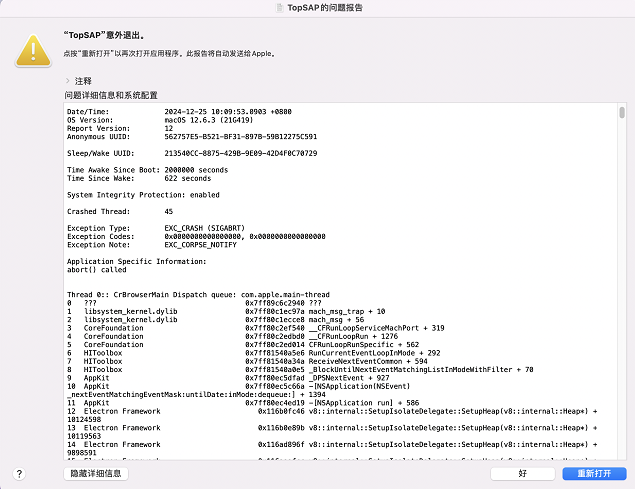 TopSAP的问题报告
“TopSAP”意外退出。
点按“重新打开”以再次打开应用程序。此报告将自动发送给Apple。
注释
问题详细信息和系统配置
Date/Time: 2024-12-25 10:09:53.0903 +0800
OS Version: macOS 12.6.3 (21G419)
Report Version: 12
Anonymous UUID: 562757E5-B521-BF31-897B-59B12275C591
Sleep/Wake UUID: 213540CC-8875-429B-9E09-42D4F0C70729
Time Awake Since Boot: 2000000 seconds
Time Since Wake: 622 seconds
System Integrity Protection: enabled
Crashed Thread: 45
Exception Type: EXC_CRASH (SIGABRT)
Exception Codes: 0x0000000000000000, 0x0000000000000000
Exception Note: EXC_CORPSE_NOTIFY
Application Specific Information:
abort() called
Thread 0:: CrBrowserMain Dispatch queue: com.apple.main-thread
0 ??? 0x7ff89c6c2940 ???
1 libsystem_kernel.dylib 0x7ff80c1ec97a mach_msg_trap + 10
2 libsystem_kernel.dylib 0x7ff80c1ecce8 mach_msg + 56
3 CoreFoundation 0x7ff80c2ef540 __CFRunLoopServiceMachPort + 319
4 CoreFoundation 0x7ff80c2edbd0 __CFRunLoopRun + 1276
5 CoreFoundation 0x7ff80c2ed014 CFRunLoopRunSpecific + 562
6 HIToolbox 0x7ff81540a5e6 RunCurrentEventLoopInMode + 292
7 HIToolbox 0x7ff81540a34a ReceiveNextEventCommon + 594
8 HIToolbox 0x7ff81540a0e5 _BlockUntilNextEventMatchingListInModeWithFilter + 70
9 AppKit 0x7ff80ec5dfad _DPSNextEvent + 927
10 AppKit 0x7ff80ec5c66a -[NSApplication(NSEvent)
_nextEventMatchingEventMask:untilDate:inMode:dequeue:] + 1394
11 AppKit 0x7ff80ec4ed19 -[NSApplication run] + 586
12 Electron Framework 0x116b0fc46 v8::internal::SetupIsolateDelegate::SetupHeap(v8::internal::Heap*) +
10124598
13 Electron Framework 0x116b0e89b v8::internal::SetupIsolateDelegate::SetupHeap(v8::internal::Heap*) +
10119563
14 Electron Framework 0x116ad896f v8::internal::SetupIsolateDelegate::SetupHeap(v8::internal::Heap*) +
9898591
?
隐藏详细信息
好
重新打开